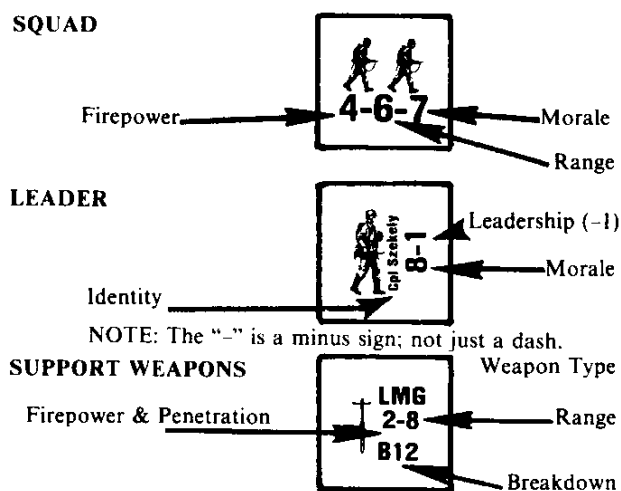 SQUAD
4-6-7
Firepower
Morale
Range
LEADER
Leadership (-1)
Cpl Szekely
8-1
Morale
Identity
NOTE: The “-” is a minus sign; not just a dash.
SUPPORT WEAPONS
Weapon Type
LMG
Firepower & Penetration
2-8
Range
B12
Breakdown